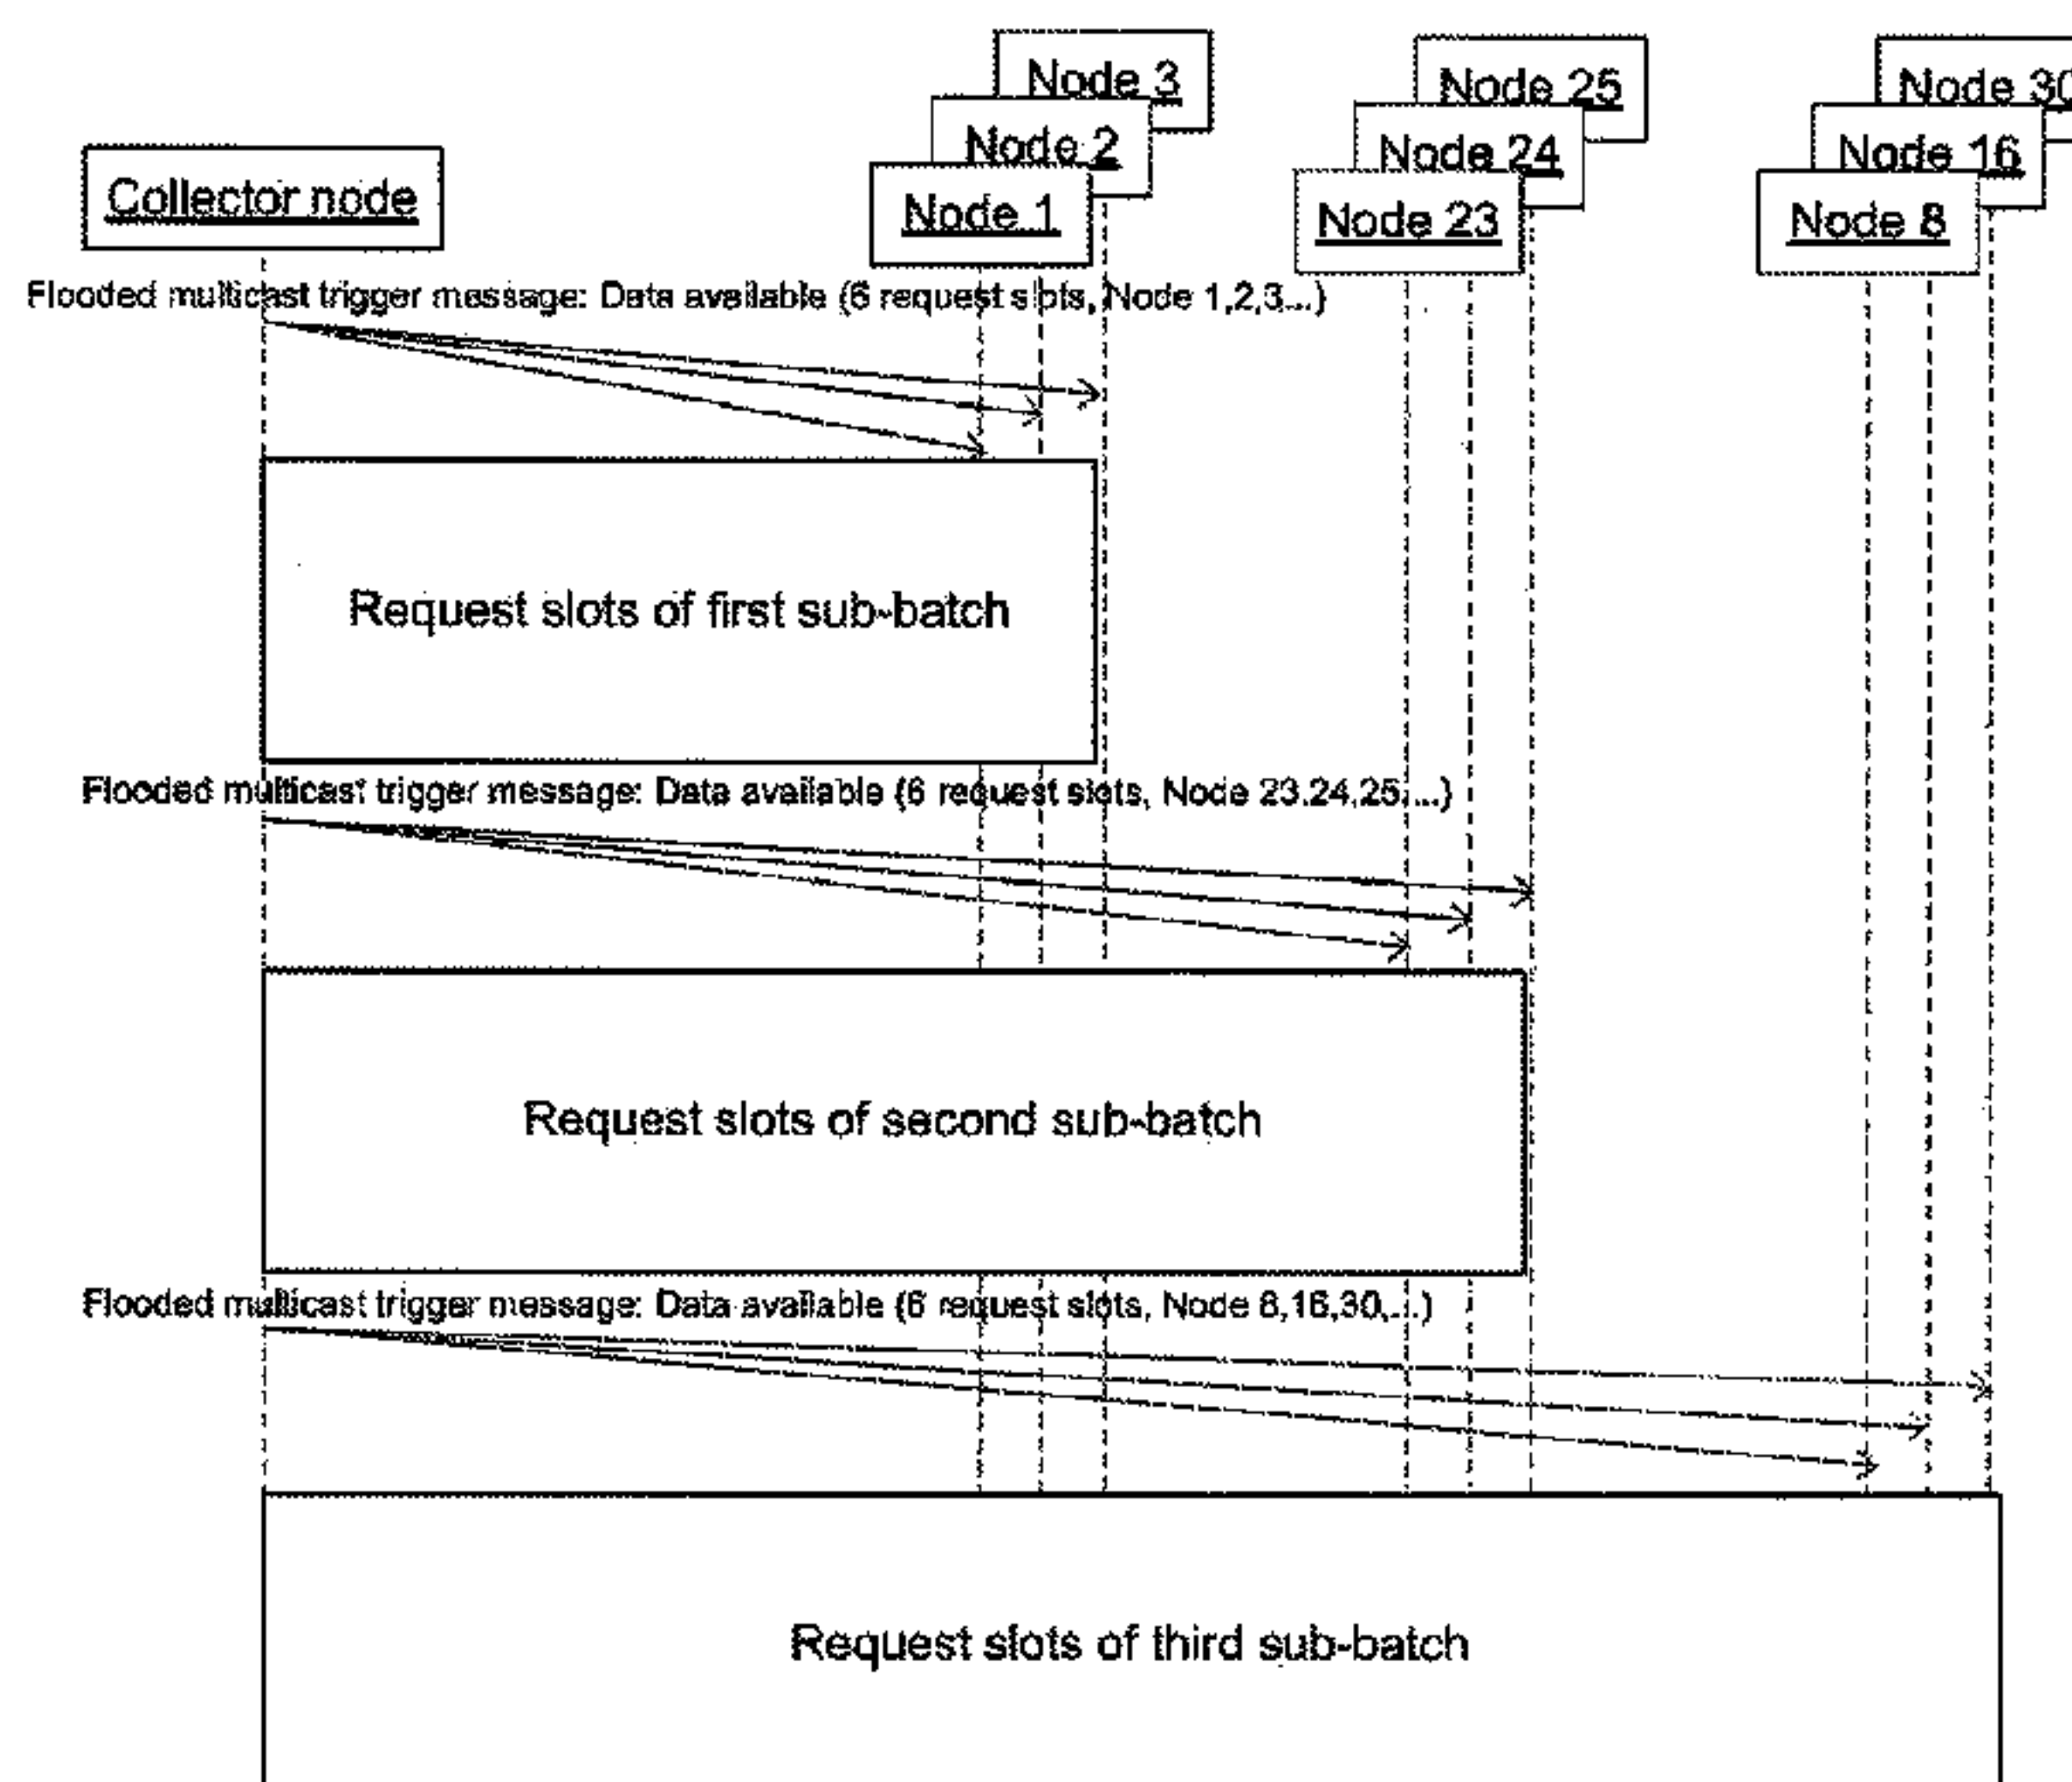 Node 3
Node 25
Node 30
Node 2
Node 24
Node 16
Collector node
Node 1
Node 23
Node 8
Flooded multicast trigger message: Data available (6 request slots, Node 1,2,3...)
Request slots of first sub-batch
Flooded multicast trigger message: Data available (6 request slots, Node 23.24,25,...)
Request slots of second sub-batch
Flooded multicast trigger message: Data available (6 request slots, Node 8,16,30,...)
Request slots of third sub-batch